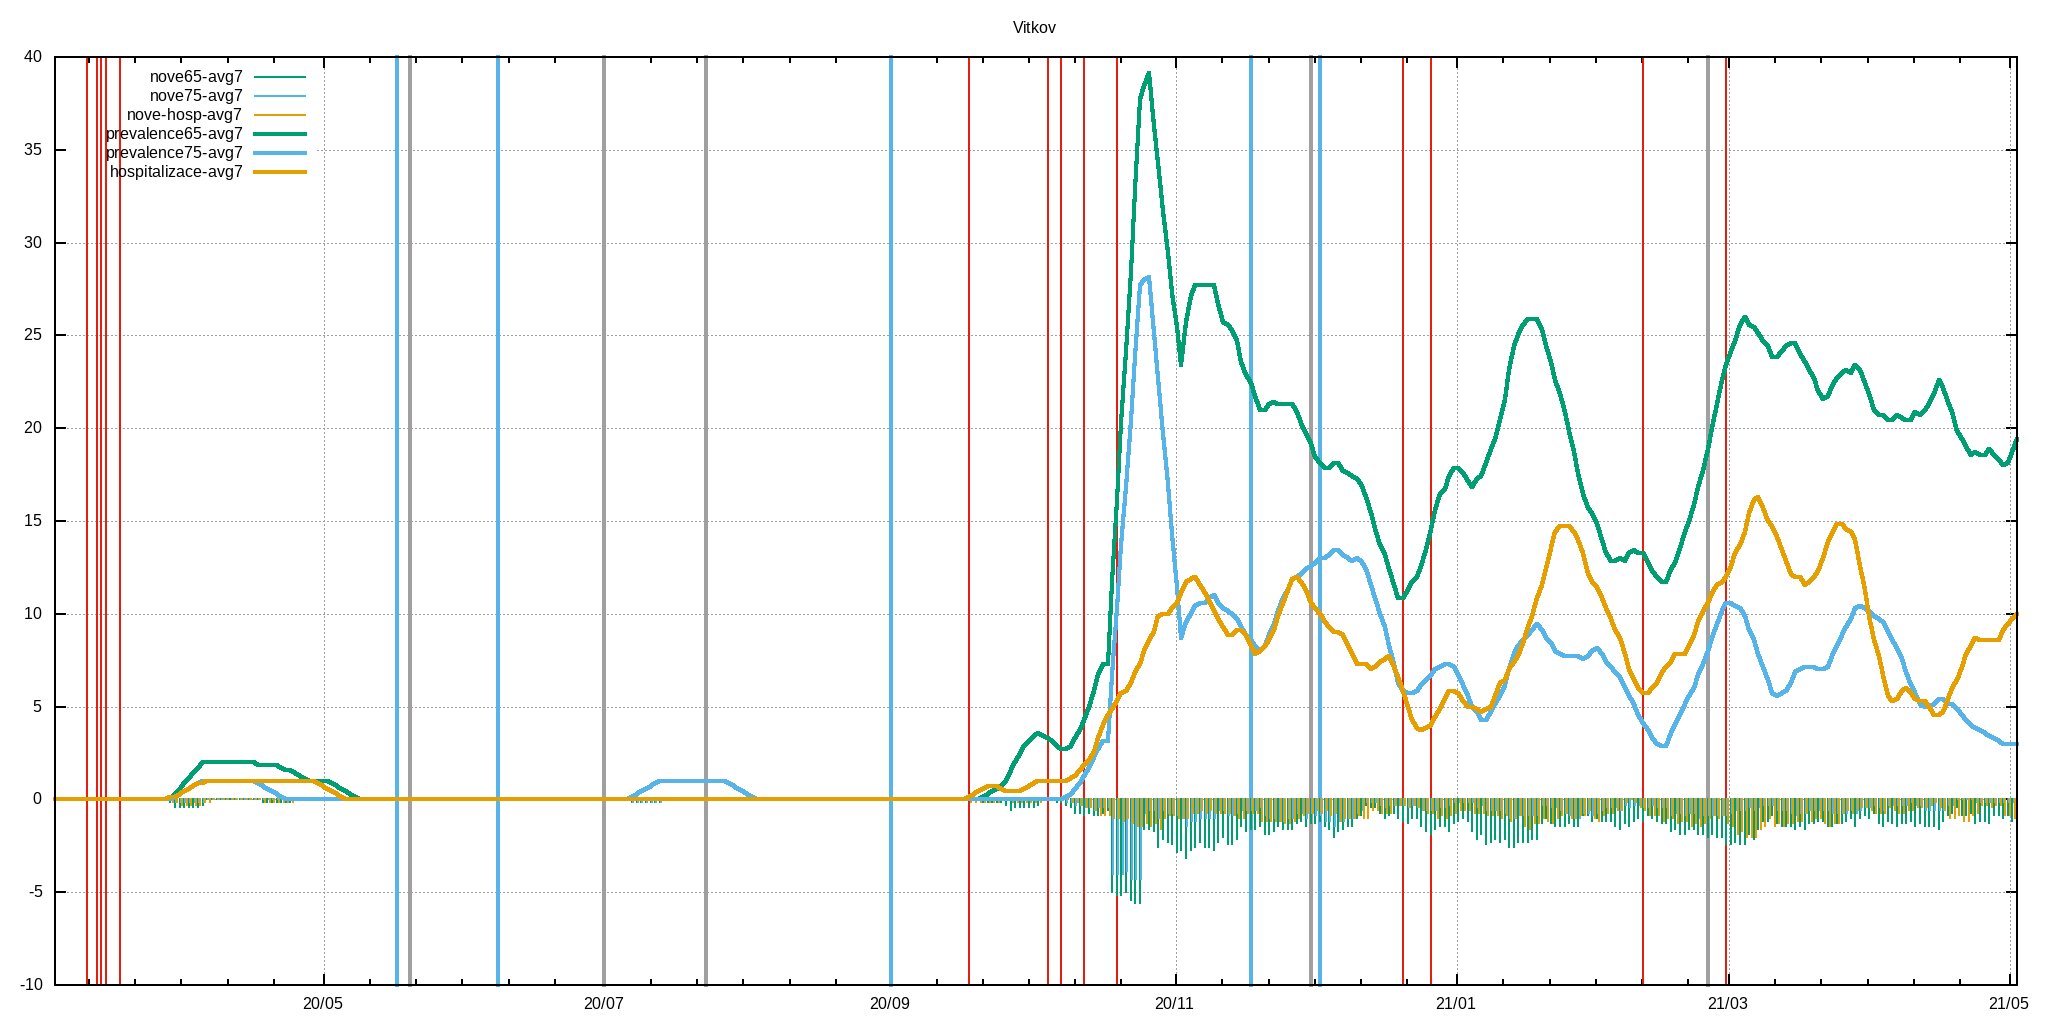 Vitkov
40
35
30
25
20
15
10
5
0
-5
-10
nove65-avg7
nove75-avg7
nove-hosp-avg7
prevalence65-avg7
prevalence75-avg7
hospitalizace-avg7
20/05 20/07 20/09 20/11 21/01 21/03 21/05